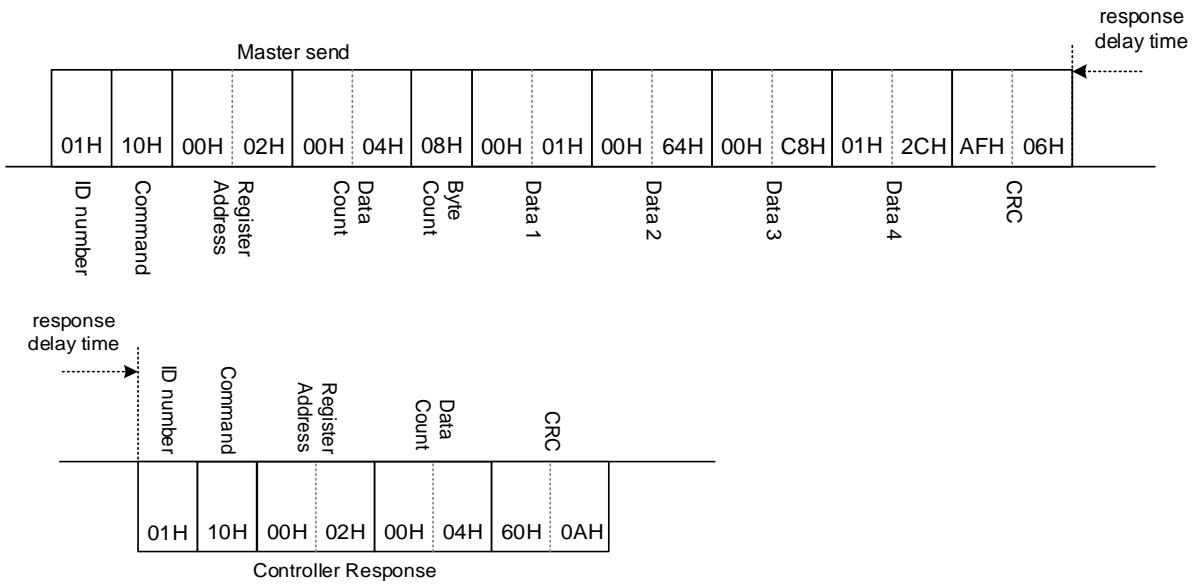 response
delay time
Master send
01H 10H 00H 02H 00H 04H 08H 00H 01H 00H 64H 00H C8H 01H 2CH AFH 06H
ID number
Command
Register
Address
Data
Count
Byte
Count
Data 1
Data 2
Data 3
Data 4
CRC
response
delay time
ID number
Command
Register
Address
Data
Count
CRC
01H 10H 00H 02H 00H 04H 60H 0AH
Controller Response